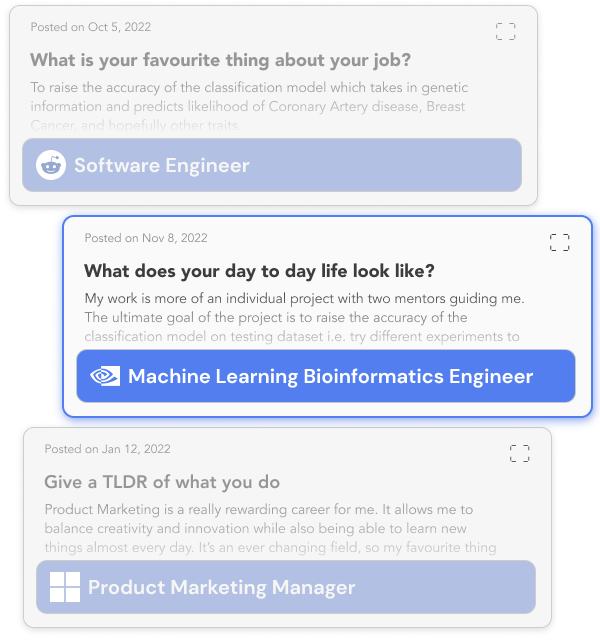 Posted on Oct 5, 2022
What is your favourite thing about your job?
To raise the accuracy of the classification model which takes in genetic
information and predicts likelihood of Coronary Artery disease, Breast
Cancer, and hopefully other traits.
Software Engineer
Posted on Nov 8, 2022
What does your day to day life look like?
My work is more of an individual project with two mentors guiding me.
The ultimate goal of the project is to raise the accuracy of the
classification model on testing dataset i.e. try different experiments to
Machine Learning Bioinformatics Engineer
Posted on Jan 12, 2022
Give a TLDR of what you do
Product Marketing is a really rewarding career for me. It allows me to
balance creativity and innovation while also being able to learn new
things almost every day. It's an ever changing field, so my favourite thing
Product Marketing Manager